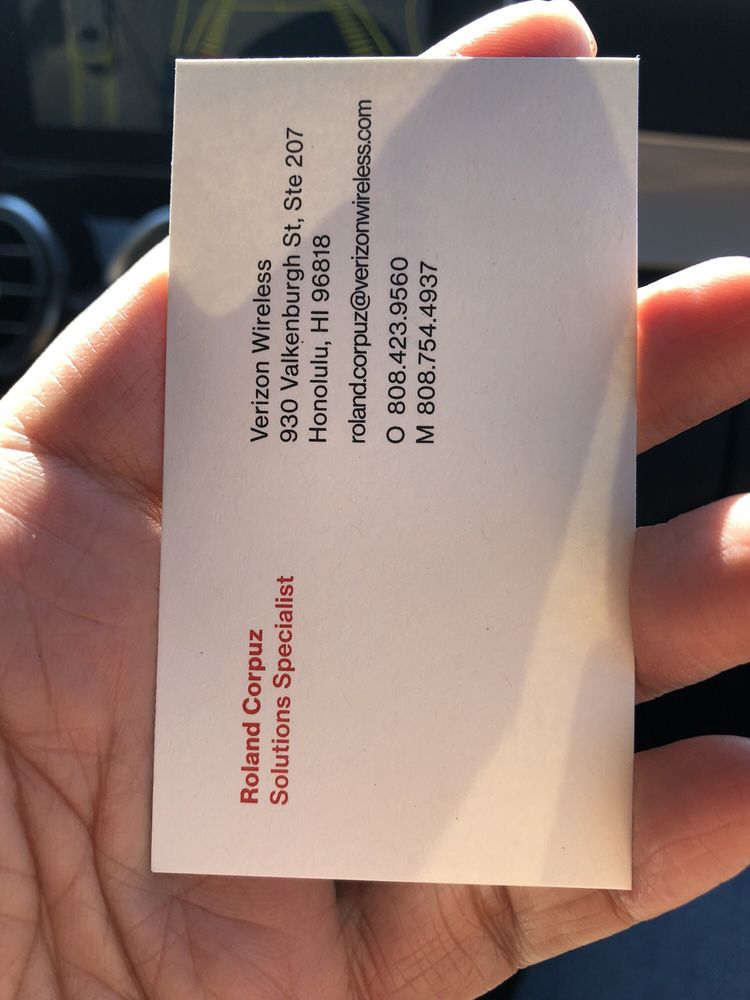 Roland Corpuz
Solutions Specialist
Verizon Wireless
930 Valkenburgh St, Ste 207
Honolulu, HI 96818
roland.corpuz@verizonwireless.com
O 808.423.9560
M 808.754.4937